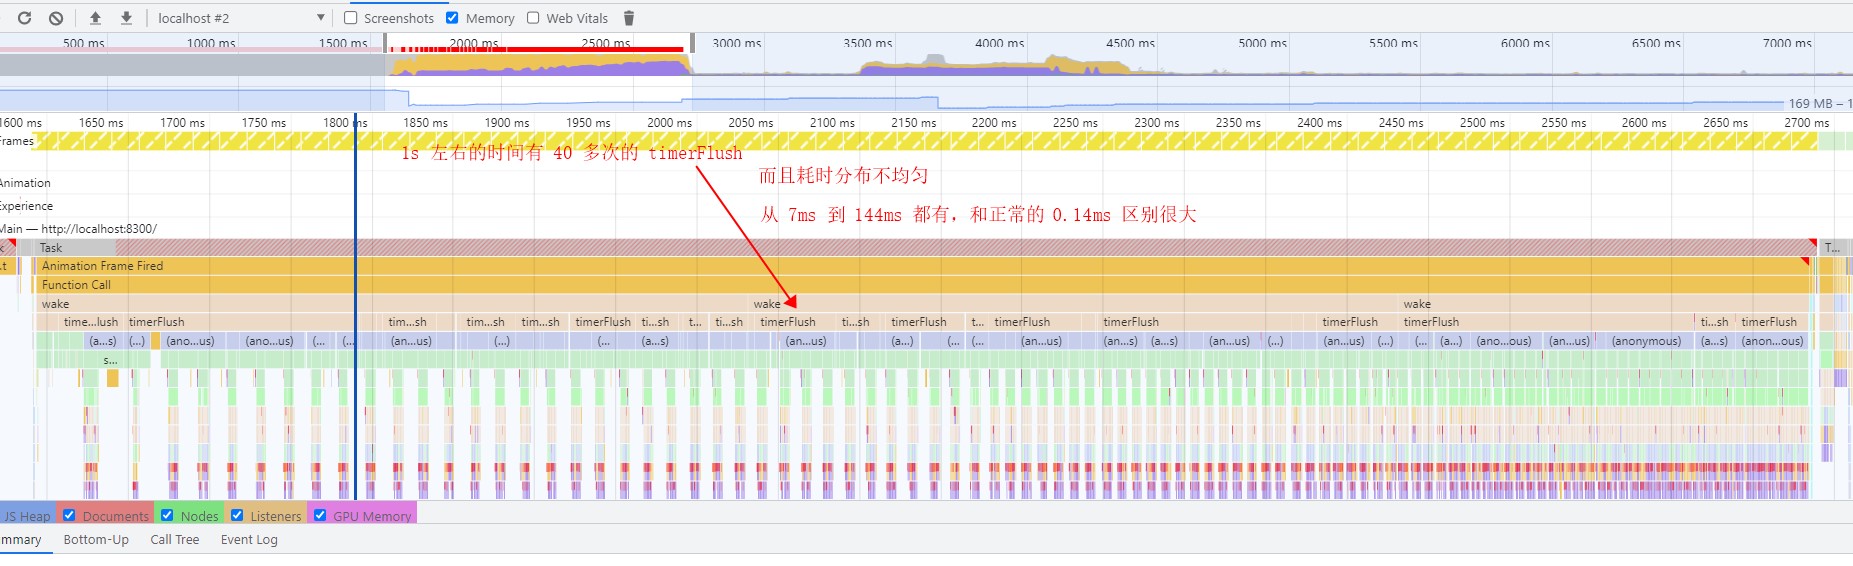 localhost #2 ▼ Screenshots Memory Web Vitals
500 ms 1000 ms 1500 ms 2000 ms 2500 ms 3000 ms 3500 ms 4000 ms 4500 ms 5000 ms 5500 ms 6000 ms 6500 ms 7000 ms
169 MB – 1
1600 ms 1650 ms 1700 ms 1750 ms 1800 ms 1850 ms 1900 ms 1950 ms 2000 ms 2050 ms 2100 ms 2150 ms 2200 ms 2250 ms 2300 ms 2350 ms 2400 ms 2450 ms 2500 ms 2550 ms 2600 ms 2650 ms 2700 ms
Frames
1s 左右的时间有 40 多次的 timerFlush
而且耗时分布不均匀
从 7ms 到 144ms 都有, 和正常的 0.14ms 区别很大
Animation
Experience
Main — http://localhost:8300/
k Task T...
...t Animation Frame Fired
Function Call
wake wake wake
time...lush timerFlush tim...sh tim...sh tim...sh timerFlush ti...sh t... ti...sh timerFlush ti...sh timerFlush t... timerFlush timerFlush timerFlush timerFlush ti...sh timerFlush
(a...s) (...) (ano...us) (ano...us) (... (... (an...us) (...) (... (a...s) (an...us) (a...) (... (... (an...us) (an...s) (a...s) (an...us) (...) (an...us) (...) (... (a...) (ano...ous) (an...us) (anonymous) (a...s) (anon...ous)
s...
JS Heap Documents Nodes Listeners GPU Memory
mmary Bottom-Up Call Tree Event Log